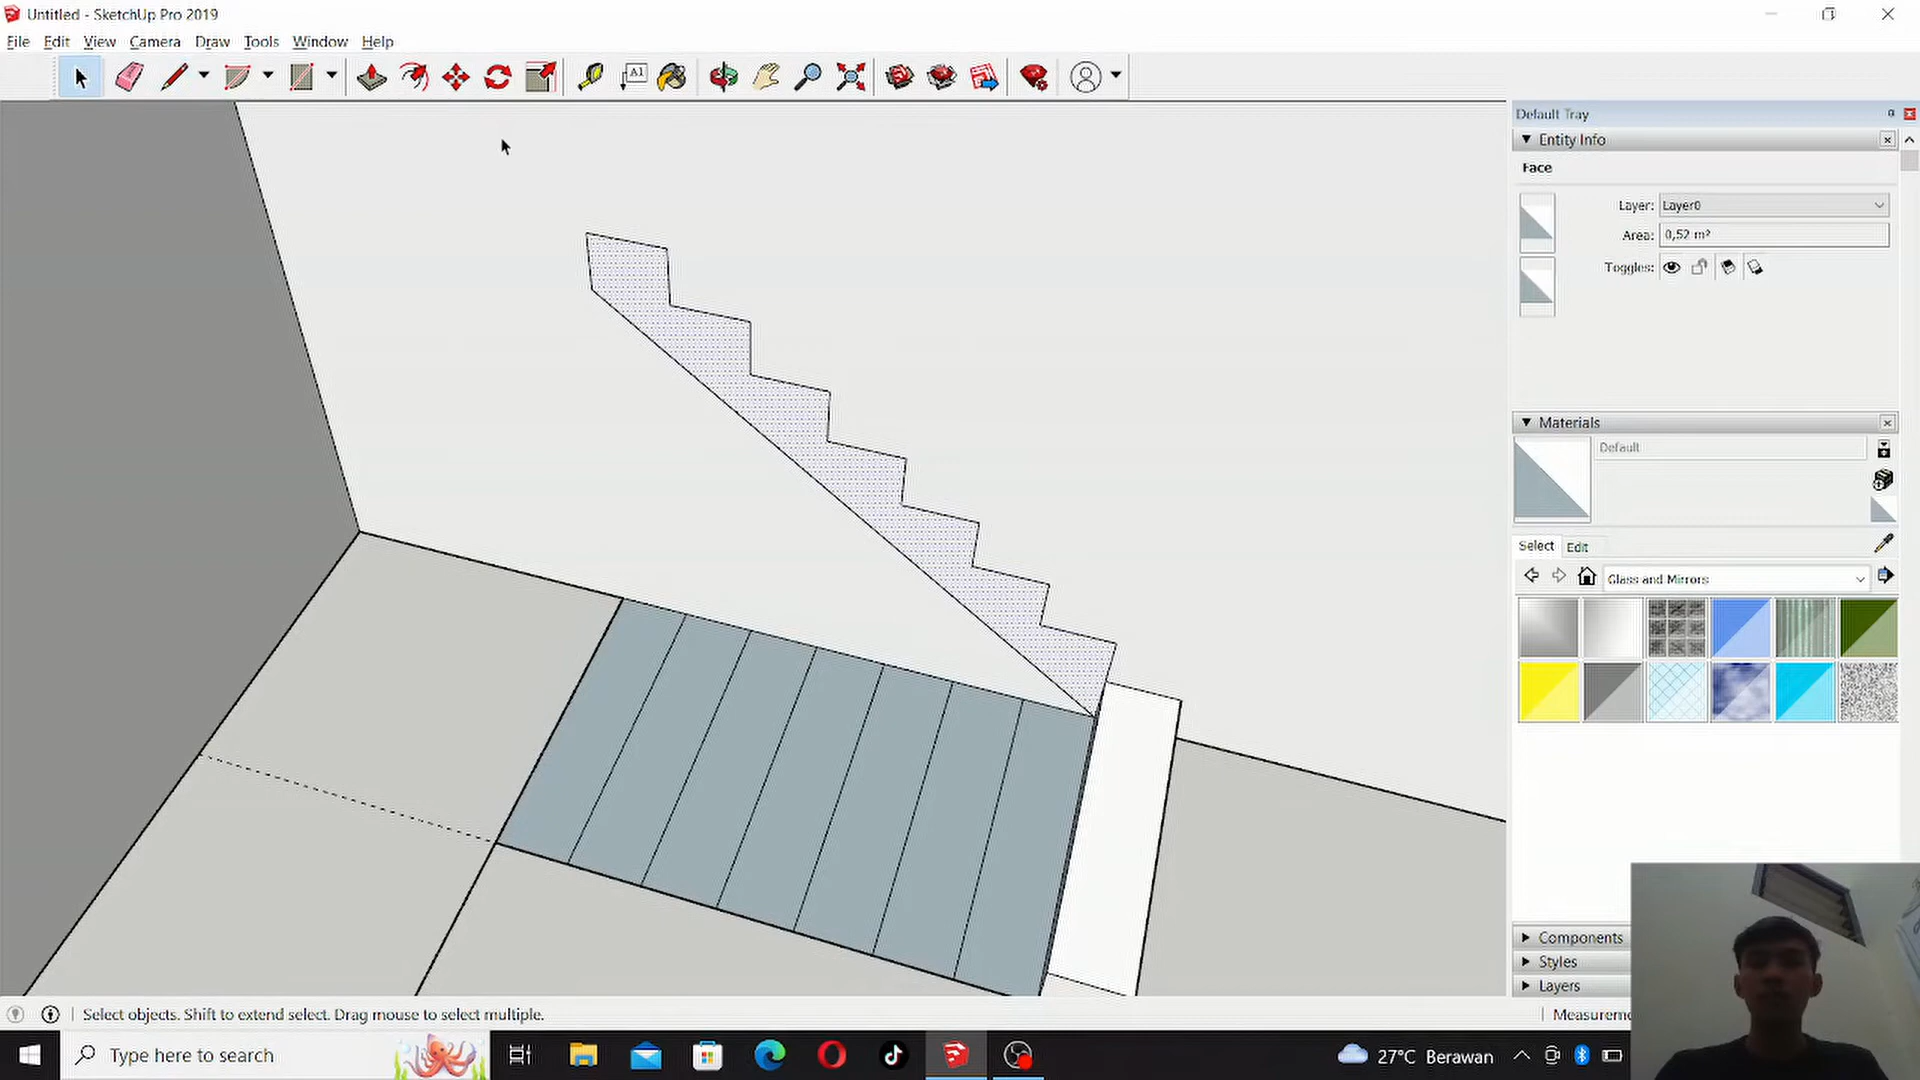 Untitled - SketchUp Pro 2019
File Edit View Camera Draw Tools Window Help
A1
Default Tray
Entity Info
Face
Layer: Layer0
Area: 0,52 m²
Toggles:
Materials
Default
Select Edit
Glass and Mirrors
Components
Styles
Layers
Select objects. Shift to extend select. Drag mouse to select multiple.
Measureme
Type here to search
27°C Berawan